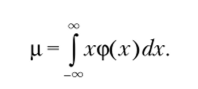 μ = ∫_{-∞}^{∞} xφ(x)dx.